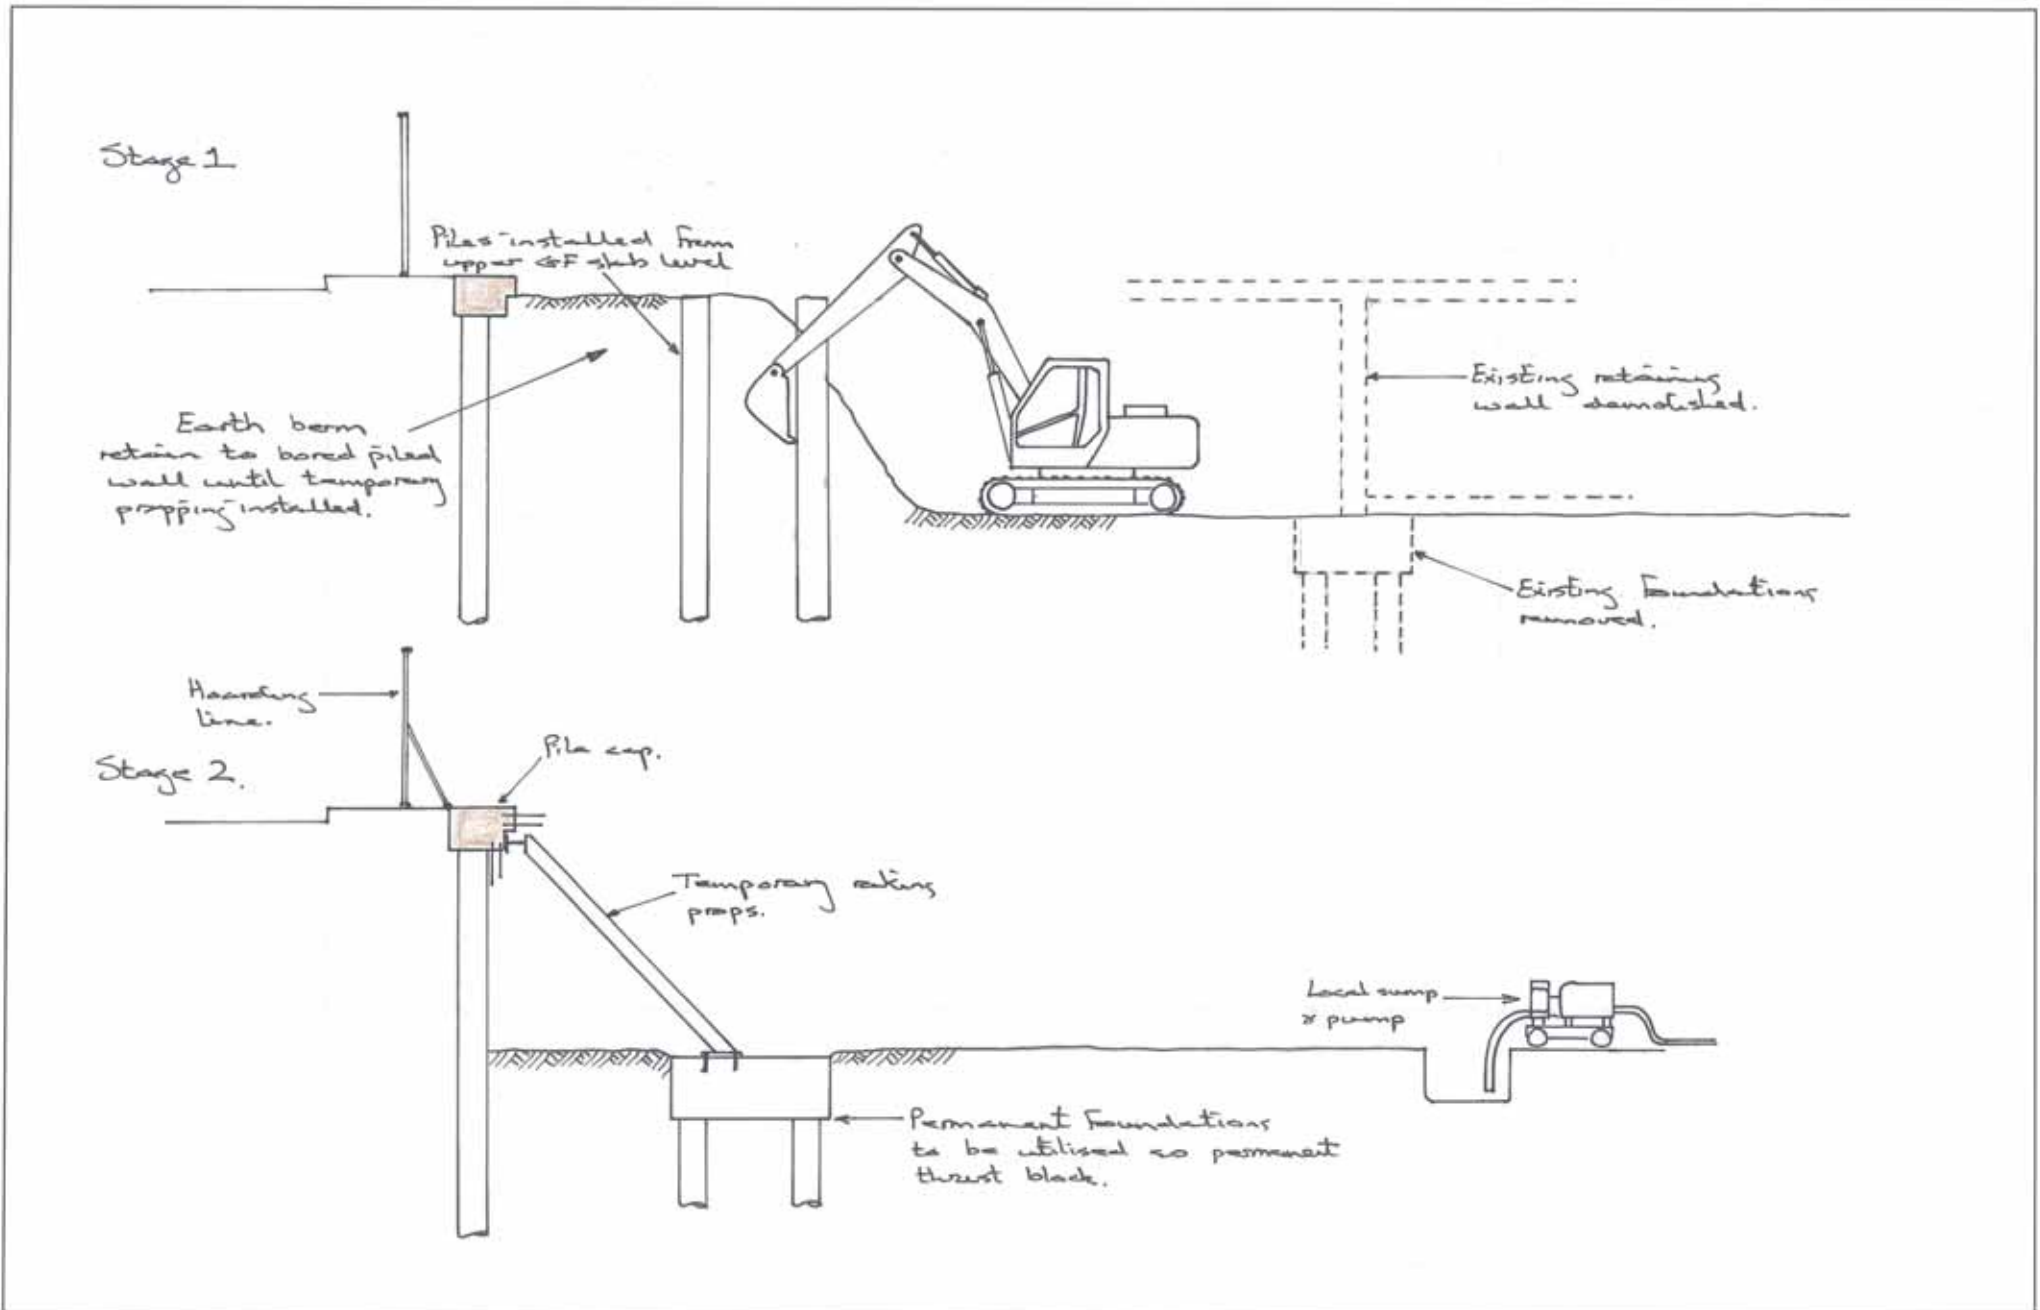 Stage 1
Piles installed from
upper GF slab level
Earth berm
retain to bored piled
wall until temporary
propping installed.
Existing retaining
wall demolished.
Existing foundations
removed.
Hoarding
line.
Stage 2.
Pile cap.
Temporary raking
props.
Local sump
& pump
Permanent foundations
to be utilised as permanent
thrust block.